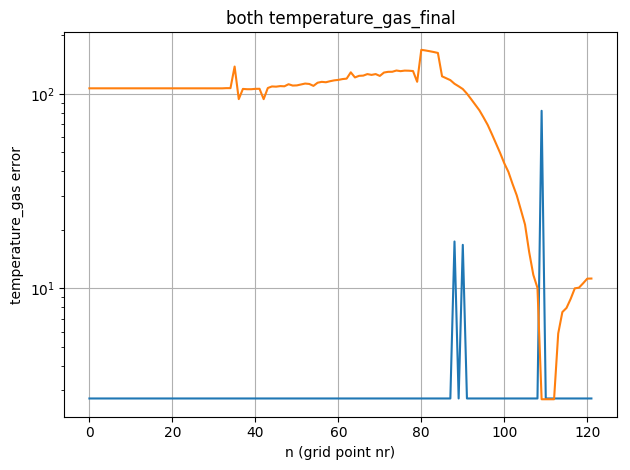 both temperature_gas_final
temperature_gas error
10²
10¹
0 20 40 60 80 100 120
n (grid point nr)